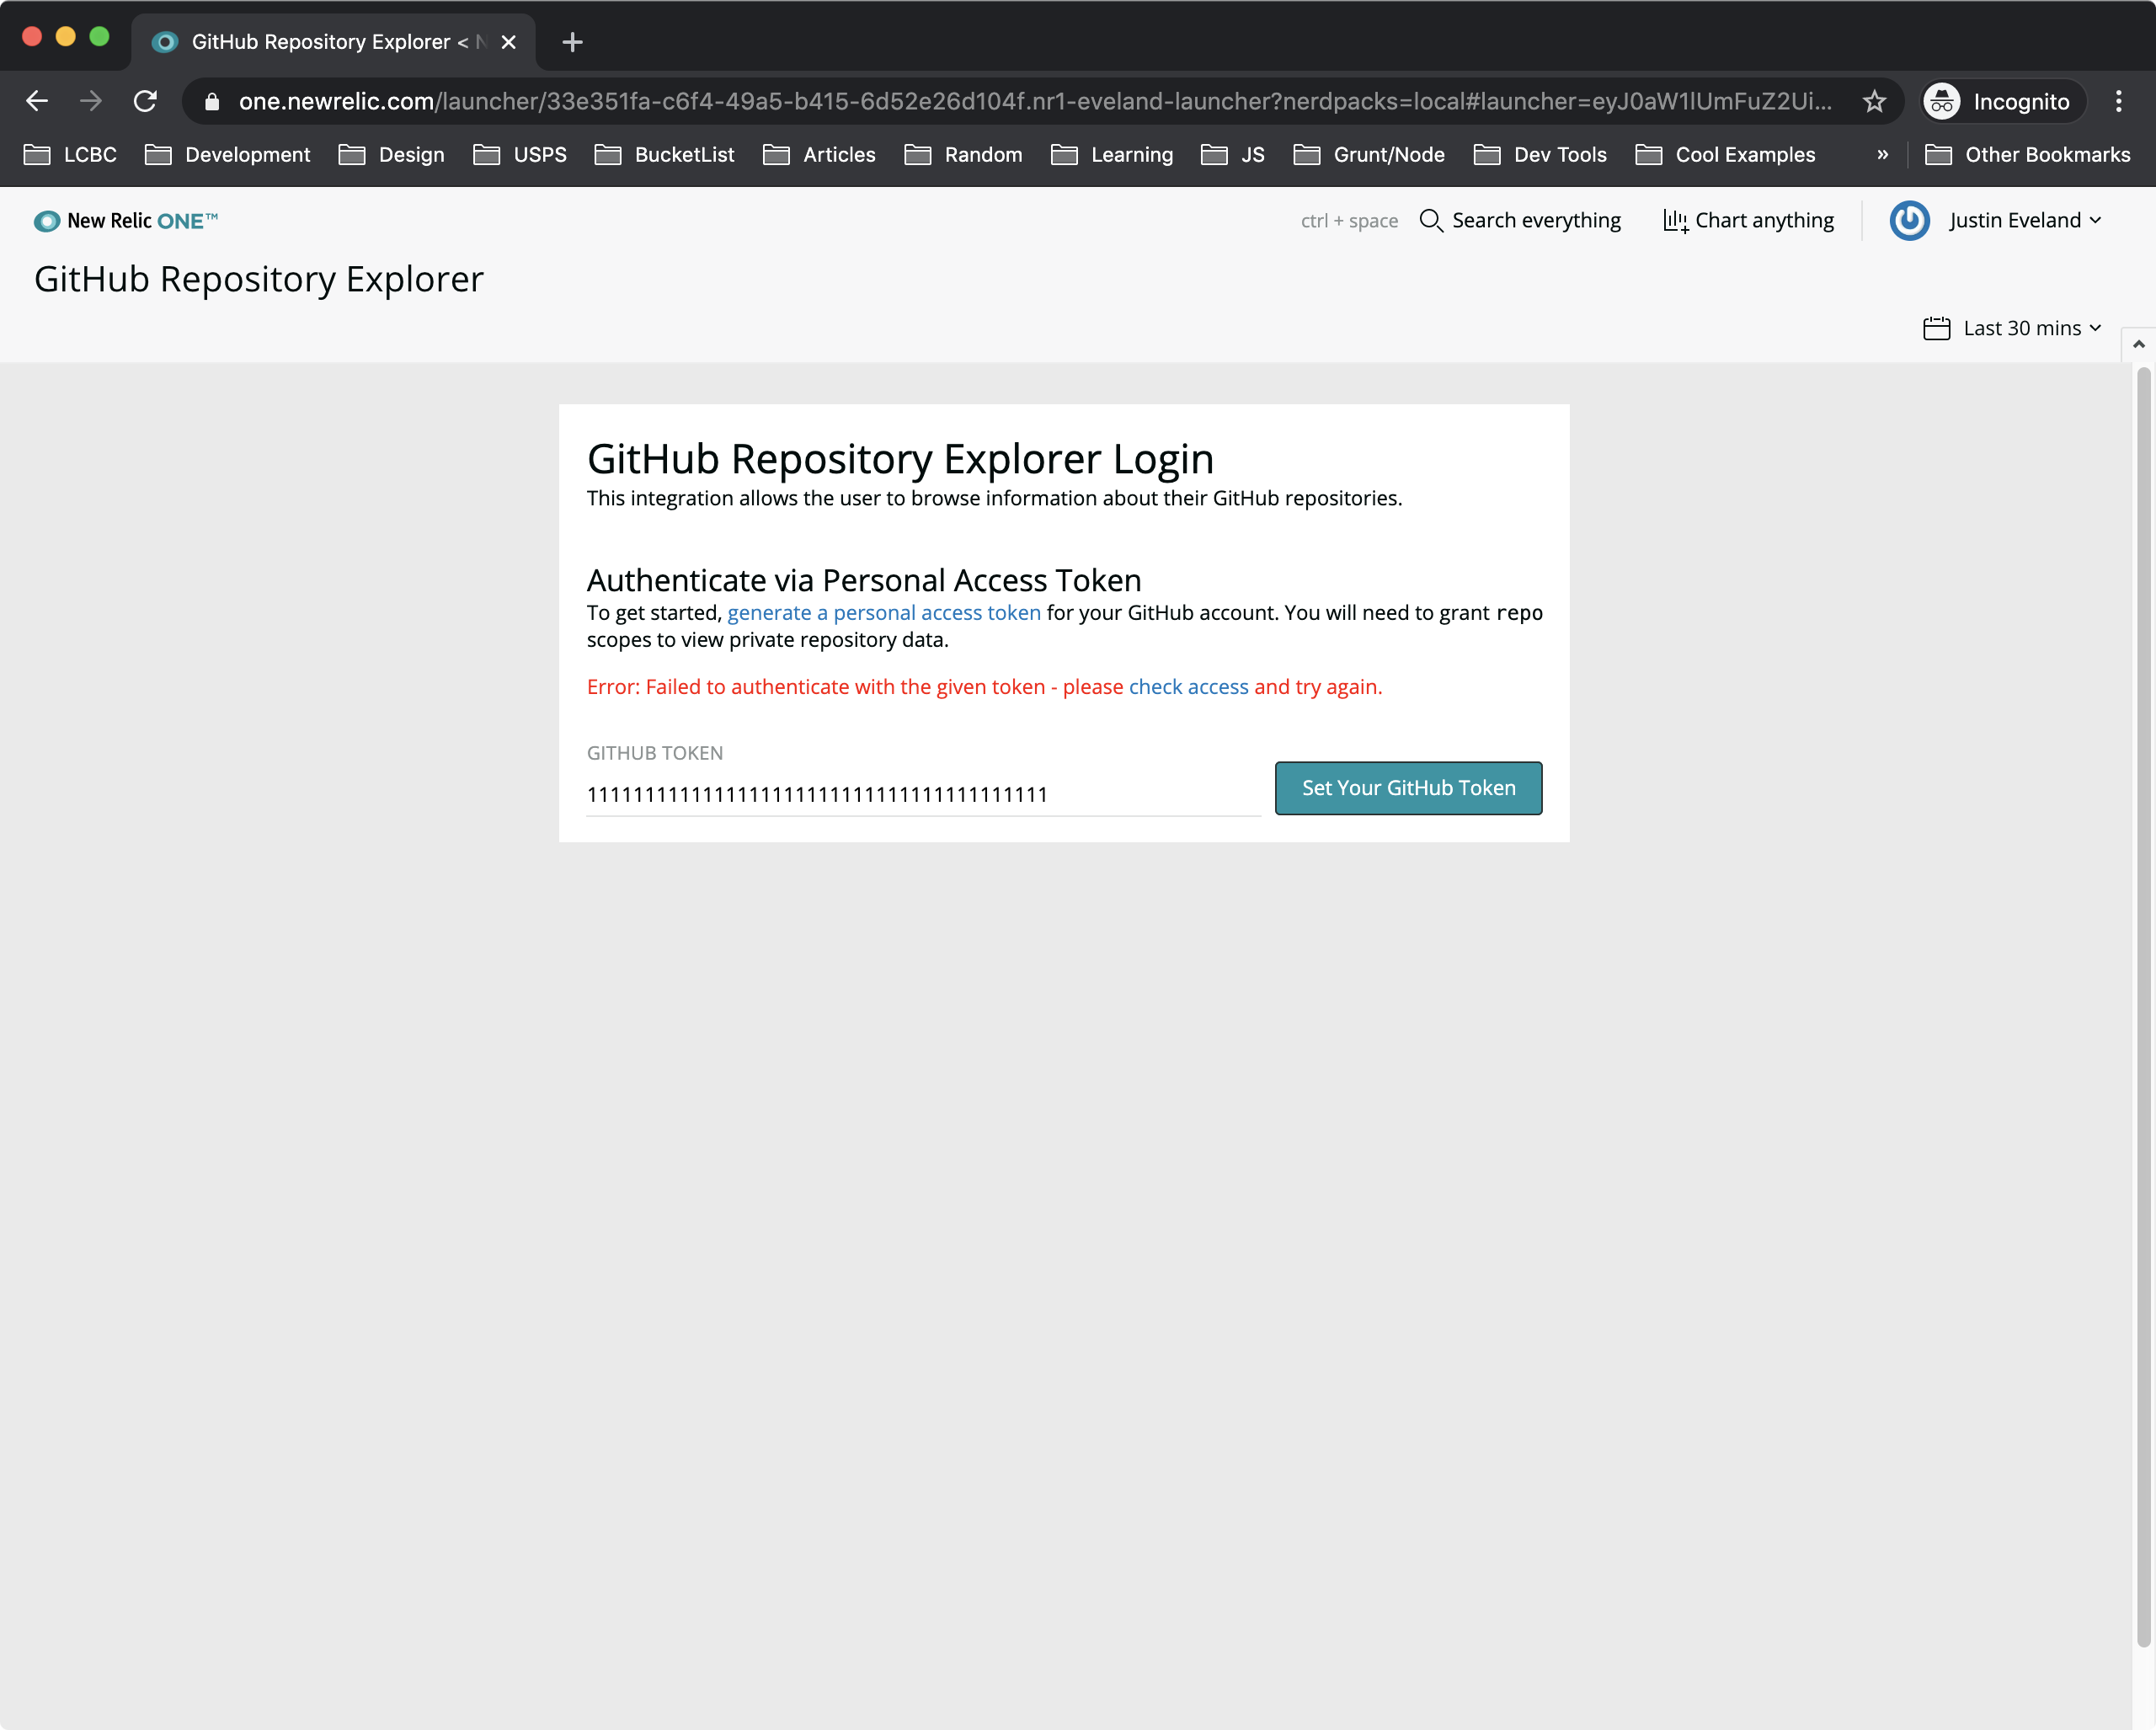 GitHub Repository Explorer < N
one.newrelic.com/launcher/33e351fa-c6f4-49a5-b415-6d52e26d104f.nr1-eveland-launcher?nerdpacks=local#launcher=eyJ0aW1lUmFuZ2Ui...
Incognito
LCBC Development Design USPS BucketList Articles Random Learning JS Grunt/Node Dev Tools Cool Examples » Other Bookmarks
New Relic ONE™ ctrl + space Search everything Chart anything Justin Eveland
GitHub Repository Explorer
Last 30 mins
GitHub Repository Explorer Login
This integration allows the user to browse information about their GitHub repositories.
Authenticate via Personal Access Token
To get started, generate a personal access token for your GitHub account. You will need to grant repo
scopes to view private repository data.
Error: Failed to authenticate with the given token - please check access and try again.
GITHUB TOKEN
1111111111111111111111111111111111111111
Set Your GitHub Token